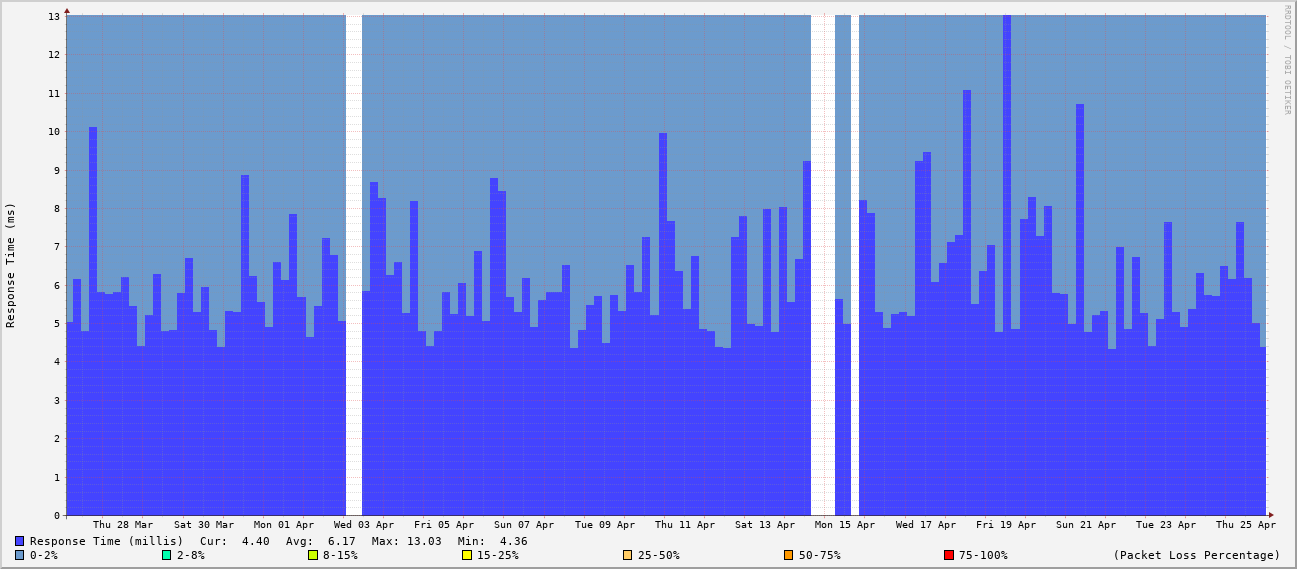 RRDTOOL / TOBI OETIKER
Response Time (ms)
13
12
11
10
9
8
7
6
5
4
3
2
1
0
Thu 28 Mar Sat 30 Mar Mon 01 Apr Wed 03 Apr Fri 05 Apr Sun 07 Apr Tue 09 Apr Thu 11 Apr Sat 13 Apr Mon 15 Apr Wed 17 Apr Fri 19 Apr Sun 21 Apr Tue 23 Apr Thu 25 Apr
Response Time (millis) Cur: 4.40 Avg: 6.17 Max: 13.03 Min: 4.36
0-2% 2-8% 8-15% 15-25% 25-50% 50-75% 75-100% (Packet Loss Percentage)